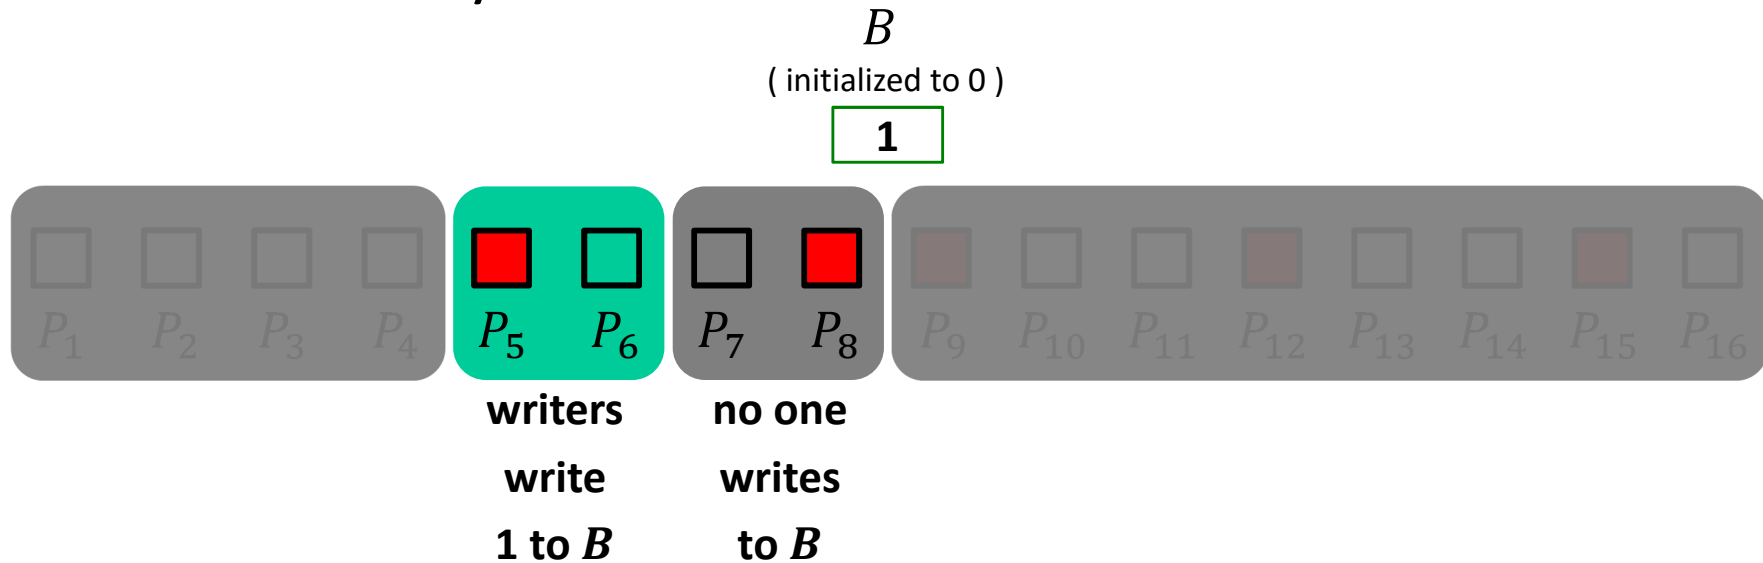 B
( initialized to 0 )
1
P₁ P₂ P₃ P₄ P₅ P₆ P₇ P₈ P₉ P₁₀ P₁₁ P₁₂ P₁₃ P₁₄ P₁₅ P₁₆
writers no one
write writes
1 to B to B